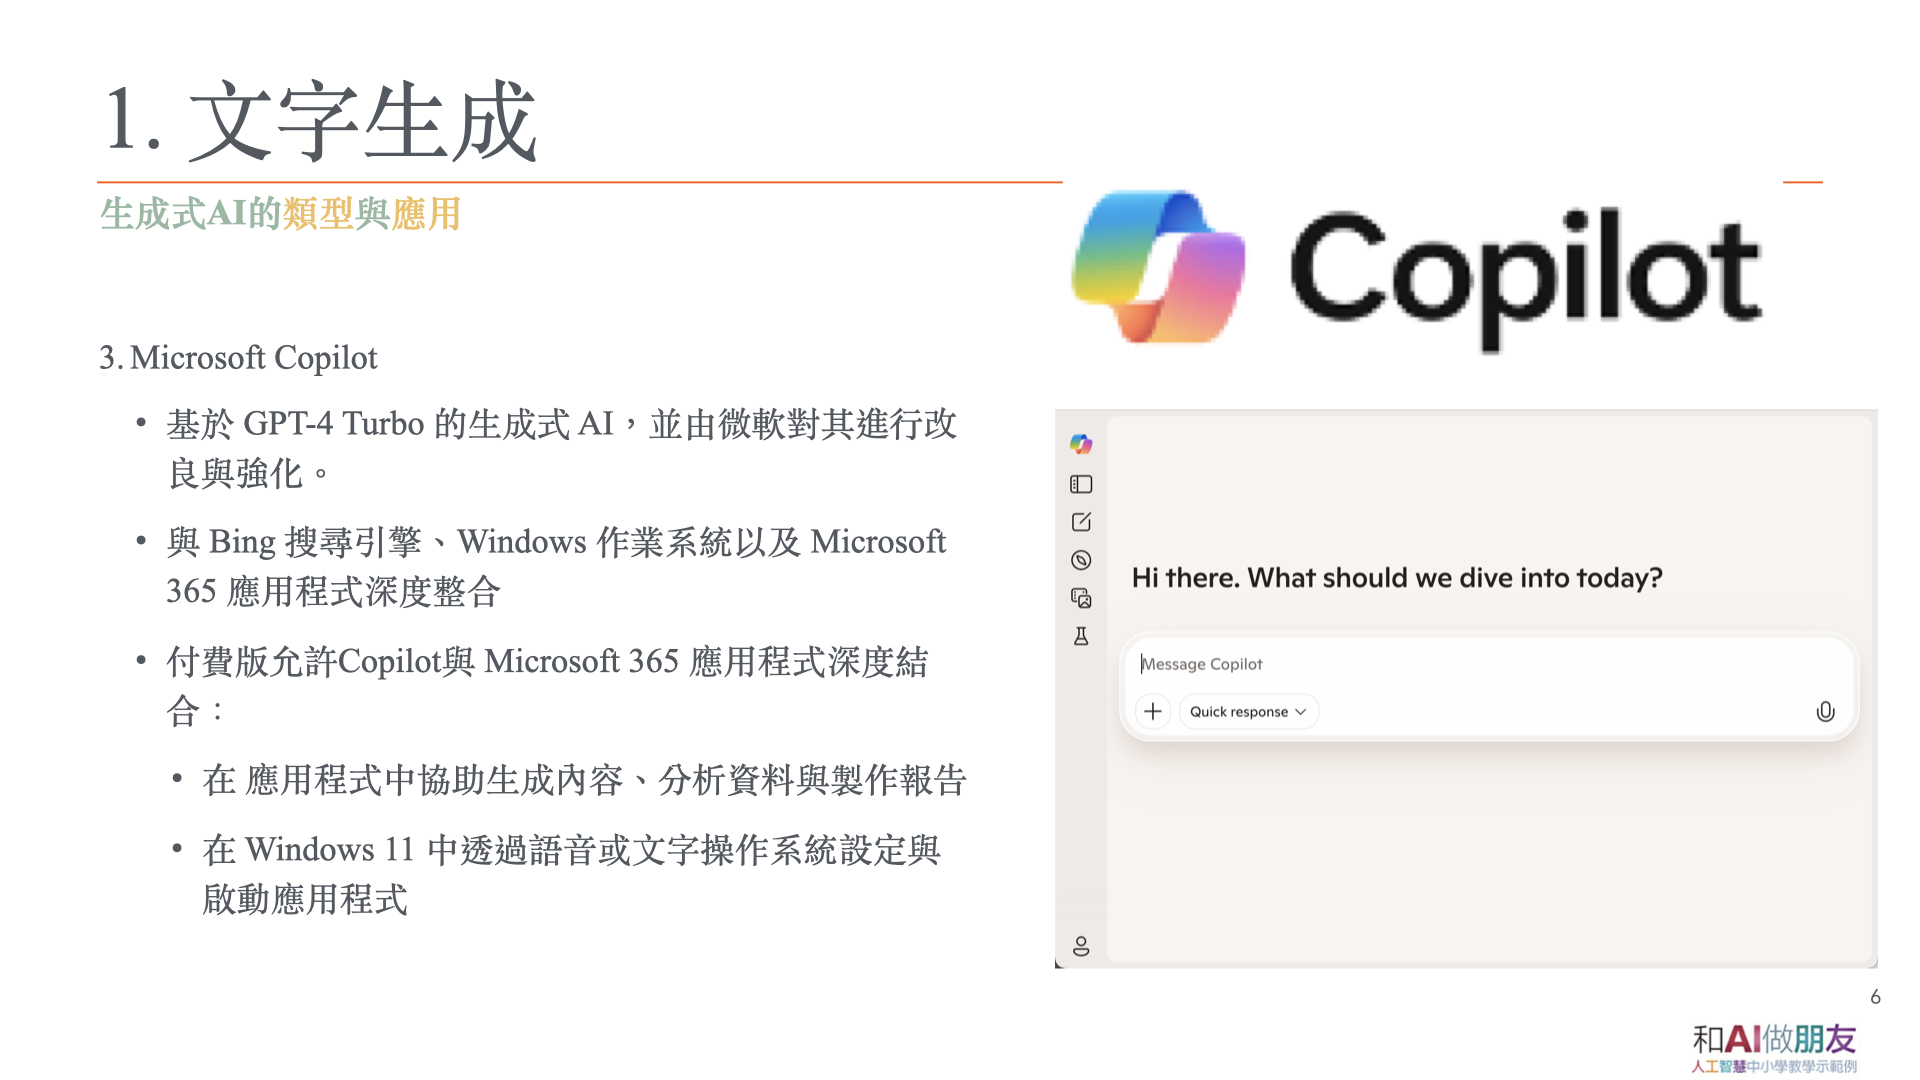 1. 文字生成
生成式AI的類型與應用
Copilot
3. Microsoft Copilot
• 基於 GPT-4 Turbo 的生成式 AI，並由微軟對其進行改
良與強化。
• 與 Bing 搜尋引擎、Windows 作業系統以及 Microsoft
365 應用程式深度整合
• 付費版允許Copilot與 Microsoft 365 應用程式深度結
合：
• 在 應用程式中協助生成內容、分析資料與製作報告
• 在 Windows 11 中透過語音或文字操作系統設定與
啟動應用程式
Hi there. What should we dive into today?
Message Copilot
Quick response
6
和AI做朋友
人工智慧中小學教學示範例